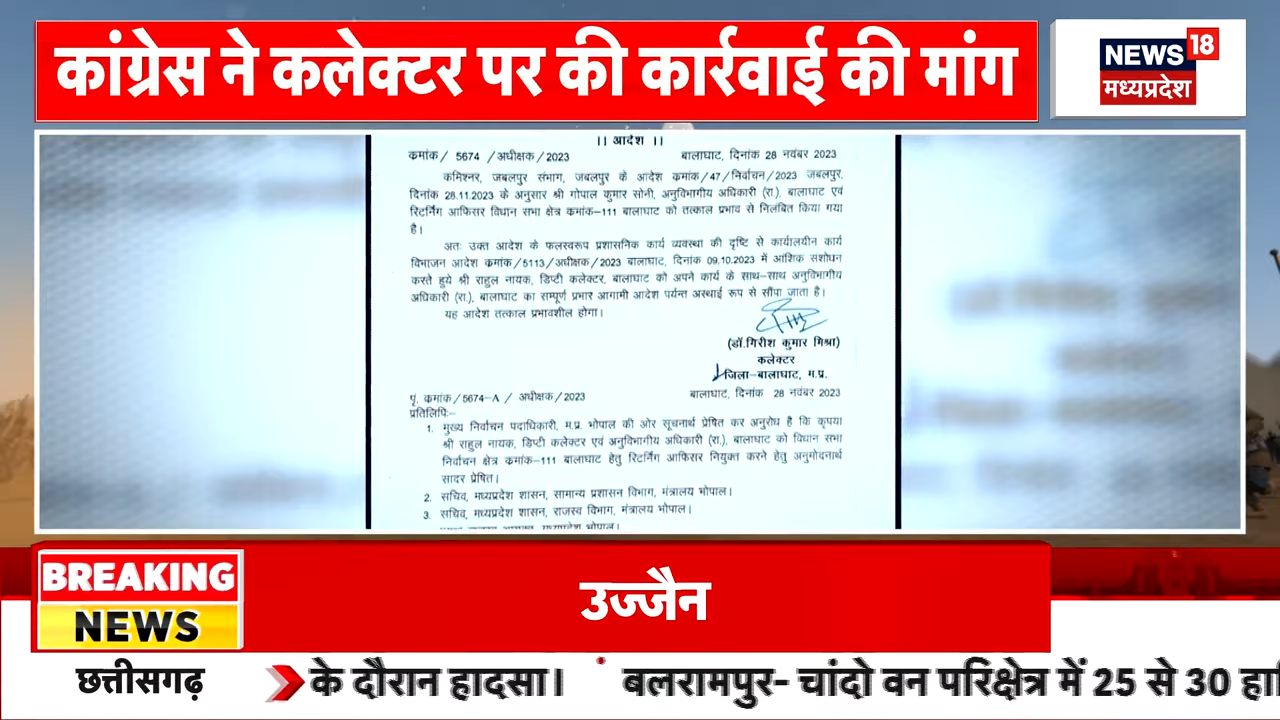 कांग्रेस ने कलेक्टर पर की कार्रवाई की मांग
NEWS 18
मध्यप्रदेश
।। आदेश ।।
कमांक / 5674 /अधीक्षक/2023 बालाघाट, दिनांक 28 नवंबर 2023
कमिश्नर, जबलपुर संभाग, जबलपुर के आदेश कमांक/47/निर्वाचन/2023 जबलपुर,
दिनांक 28.11.2023 के अनुसार श्री गोपाल कुमार सोनी, अनुविभागीय अधिकारी (रा.), बालाघाट एवं
रिटर्निंग आफिसर विधान सभा क्षेत्र कमांक–111 बालाघाट को तत्काल प्रभाव से निलंबित किया गया
है।
अतः उक्त आदेश के फलस्वरूप प्रशासनिक कार्य व्यवस्था की दृष्टि से कार्यालयीन कार्य
विभाजन आदेश कमांक/5113/अधीक्षक/2023 बालाघाट, दिनांक 09.10.2023 में आंशिक संशोधन
करते हुये श्री राहुल नायक, डिप्टी कलेक्टर, बालाघाट को अपने कार्य के साथ–साथ अनुविभागीय
अधिकारी (रा.), बालाघाट का सम्पूर्ण प्रभार आगामी आदेश पर्यन्त अस्थाई रूप से सौंपा जाता है।
यह आदेश तत्काल प्रभावशील होगा।
(डॉ.गिरीश कुमार मिश्रा)
कलेक्टर
जिला–बालाघाट, म.प्र.
पृ. कमांक/5674–A / अधीक्षक/2023 बालाघाट, दिनांक 28 नवंबर 2023
प्रतिलिपिः–
1. मुख्य निर्वाचन पदाधिकारी, म.प्र. भोपाल की ओर सूचनार्थ प्रेषित कर अनुरोध है कि कृपया
श्री राहुल नायक, डिप्टी कलेक्टर एवं अनुविभागीय अधिकारी (रा.), बालाघाट को विधान सभा
निर्वाचन क्षेत्र कमांक–111 बालाघाट हेतु रिटर्निंग आफिसर नियुक्त करने हेतु अनुमोदनार्थ
सादर प्रेषित।
2. सचिव, मध्यप्रदेश शासन, सामान्य प्रशासन विभाग, मंत्रालय भोपाल।
3. सचिव, मध्यप्रदेश शासन, राजस्व विभाग, मंत्रालय भोपाल।
BREAKING
NEWS
उज्जैन
छत्तीसगढ़ के दौरान हादसा। बलरामपुर- चांदो वन परिक्षेत्र में 25 से 30